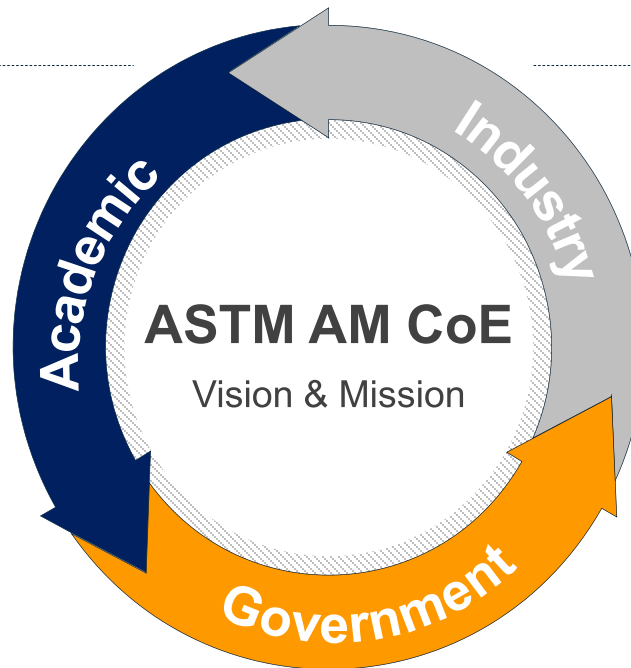 Academic
Industry
ASTM AM CoE
Vision & Mission
Government